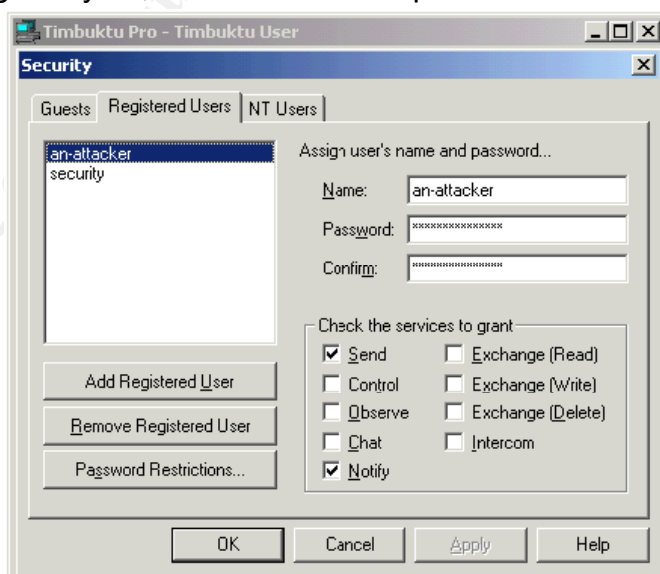 Timbuktu Pro - Timbuktu User
Security
Guests Registered Users NT Users
an-attacker
security
Assign user's name and password...
Name: an-attacker
Password: ***************
Confirm: ****************
Check the services to grant
Send Exchange (Read)
Control Exchange (Write)
Observe Exchange (Delete)
Chat Intercom
Notify
Add Registered User
Remove Registered User
Password Restrictions...
OK Cancel Apply Help